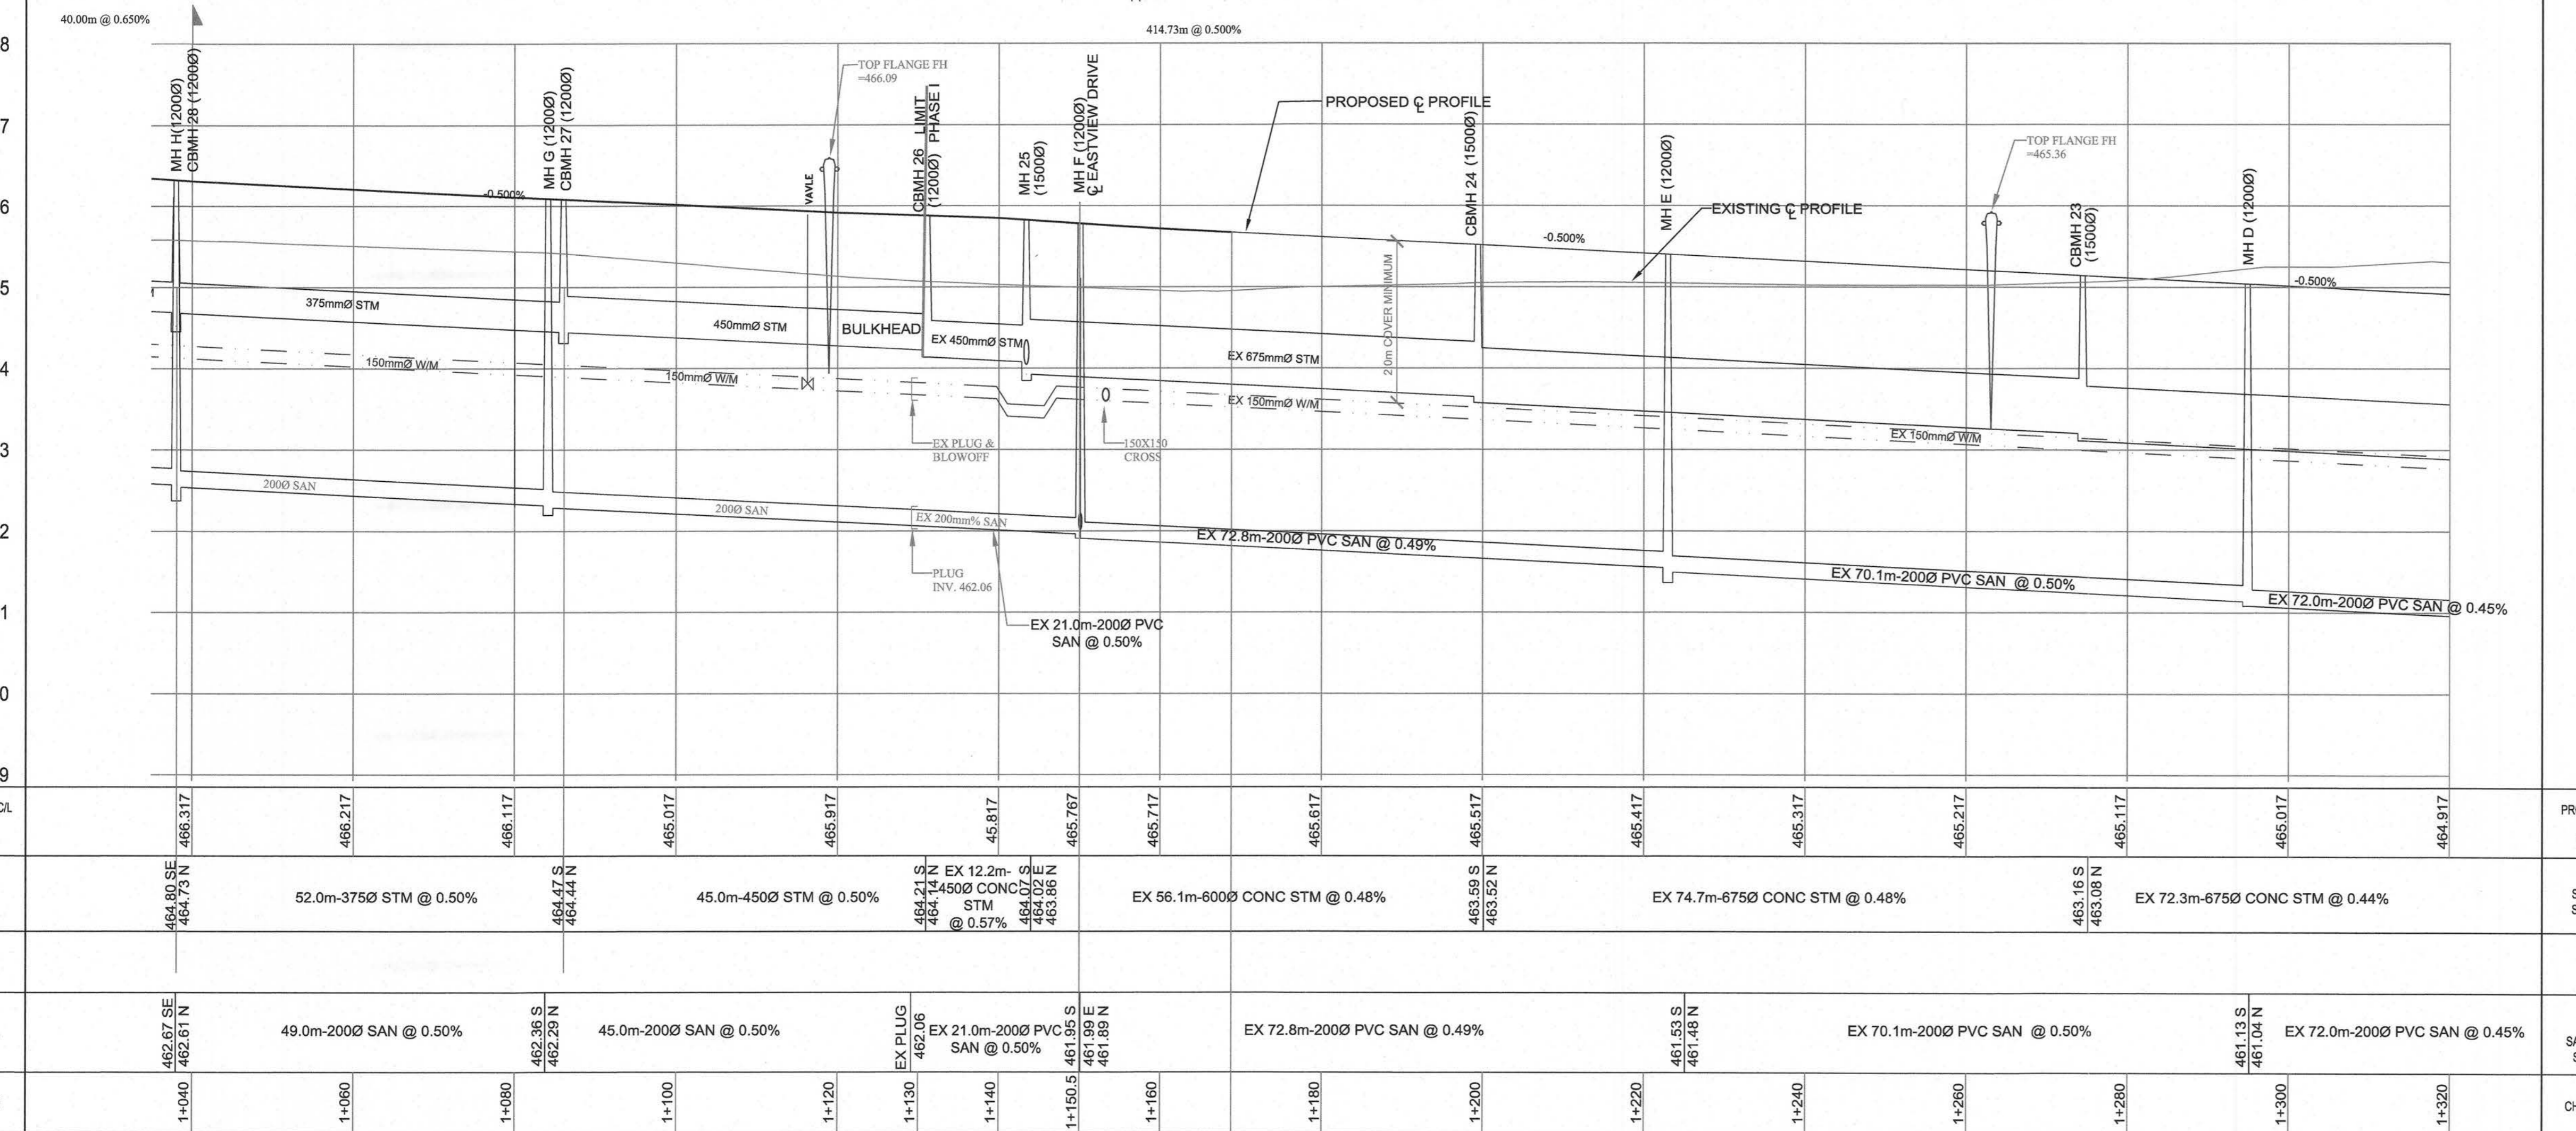 40.00m @ 0.650%
414.73m @ 0.500%
8
7
6
5
4
3
2
1
0
9
MH H(1200Ø)
CBMH 28 (1200Ø)
MH G (1200Ø)
CBMH 27 (1200Ø)
VAVLE
TOP FLANGE FH
=466.09
CBMH 26 LIMIT
(1200Ø) PHASE I
MH 25
(1500Ø)
MH F (1200Ø)
℄ EASTVIEW DRIVE
PROPOSED ℄ PROFILE
CBMH 24 (1500Ø)
MH E (1200Ø)
EXISTING ℄ PROFILE
TOP FLANGE FH
=465.36
CBMH 23
(1500Ø)
MH D (1200Ø)
-0.500%
-0.500%
-0.500%
375mmØ STM
450mmØ STM
BULKHEAD
EX 450mmØ STM
EX 675mmØ STM
2.0m COVER MINIMUM
150mmØ W/M
150mmØ W/M
EX 150mmØ W/M
EX 150mmØ W/M
EX PLUG &
BLOWOFF
150X150
CROSS
200Ø SAN
200Ø SAN
EX 200mm% SAN
EX 72.8m-200Ø PVC SAN @ 0.49%
PLUG
INV. 462.06
EX 70.1m-200Ø PVC SAN @ 0.50%
EX 72.0m-200Ø PVC SAN @ 0.45%
EX 21.0m-200Ø PVC
SAN @ 0.50%
C/L
466.317
466.217
466.117
465.017
465.917
45.817
465.767
465.717
465.617
465.517
465.417
465.317
465.217
465.117
465.017
464.917
464.80 SE
464.73 N
52.0m-375Ø STM @ 0.50%
464.47 S
464.44 N
45.0m-450Ø STM @ 0.50%
464.21 S
464.14 N
EX 12.2m-
450Ø CONC
STM
@ 0.57%
464.07 S
464.02 E
463.86 N
EX 56.1m-600Ø CONC STM @ 0.48%
463.59 S
463.52 N
EX 74.7m-675Ø CONC STM @ 0.48%
463.16 S
463.08 N
EX 72.3m-675Ø CONC STM @ 0.44%
462.67 SE
462.61 N
49.0m-200Ø SAN @ 0.50%
462.36 S
462.29 N
45.0m-200Ø SAN @ 0.50%
EX PLUG
462.06
EX 21.0m-200Ø PVC
SAN @ 0.50%
461.95 S
461.99 E
461.89 N
EX 72.8m-200Ø PVC SAN @ 0.49%
461.53 S
461.48 N
EX 70.1m-200Ø PVC SAN @ 0.50%
461.13 S
461.04 N
EX 72.0m-200Ø PVC SAN @ 0.45%
1+040
1+060
1+080
1+100
1+120
1+130
1+140
1+150.5
1+160
1+180
1+200
1+220
1+240
1+260
1+280
1+300
1+320